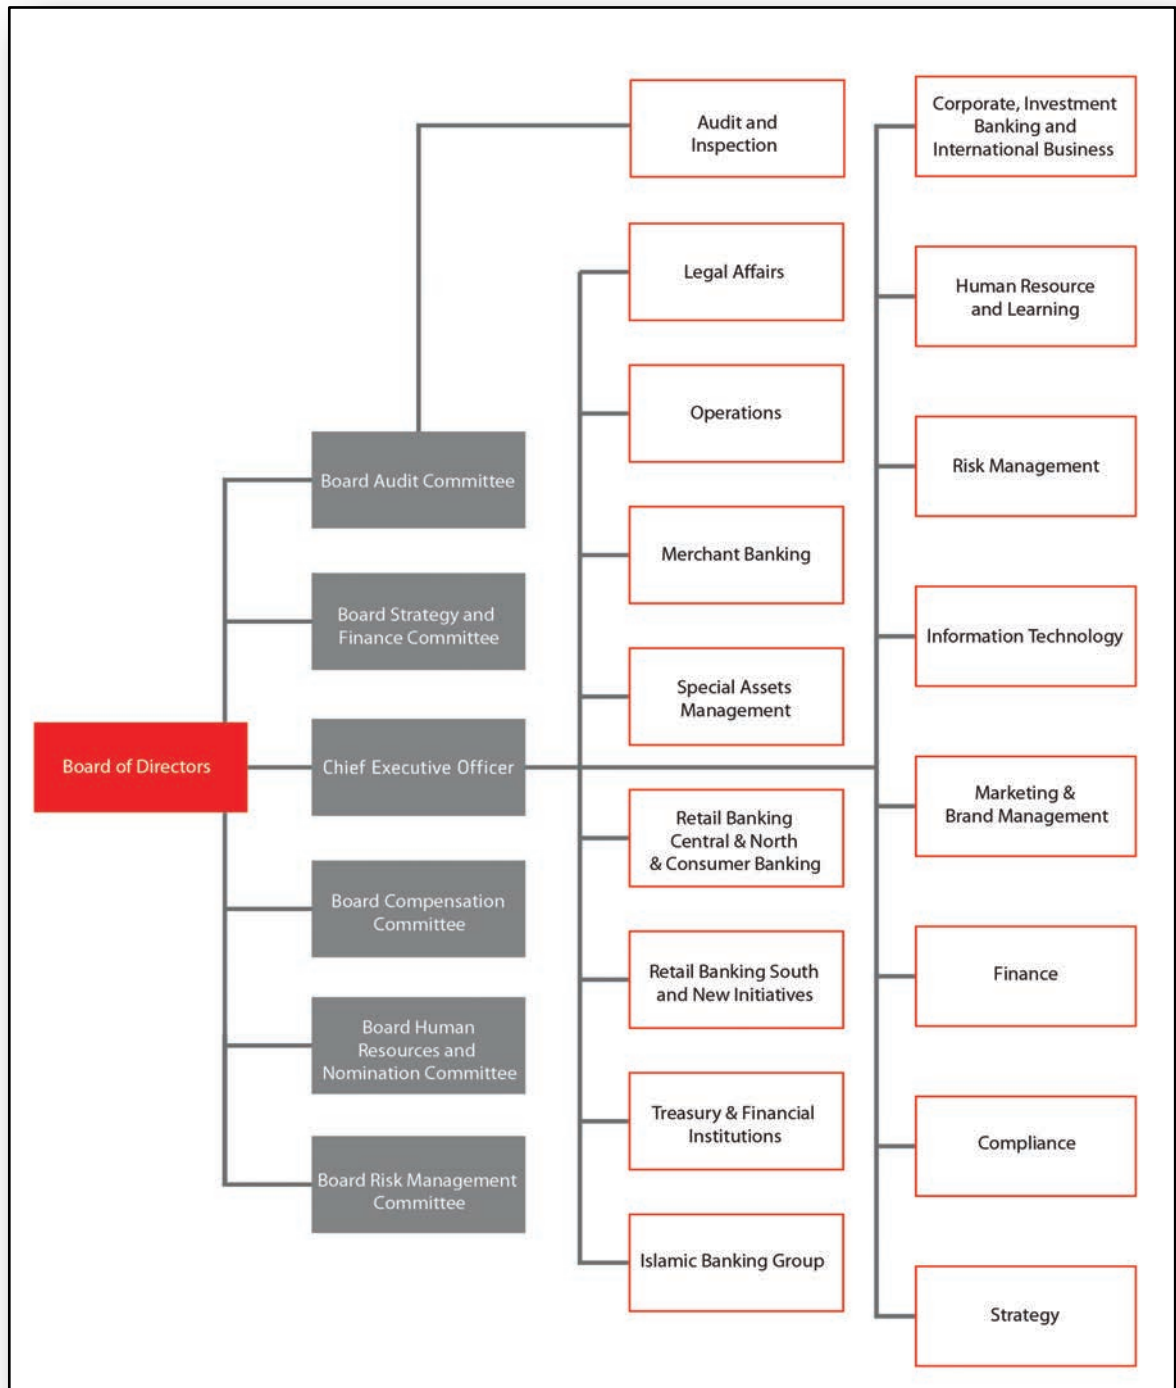 Board of Directors
Board Audit Committee
Board Strategy and
Finance Committee
Chief Executive Officer
Board Compensation
Committee
Board Human
Resources and
Nomination Committee
Board Risk Management
Committee
Audit and
Inspection
Legal Affairs
Operations
Merchant Banking
Special Assets
Management
Retail Banking
Central & North
& Consumer Banking
Retail Banking South
and New Initiatives
Treasury & Financial
Institutions
Islamic Banking Group
Corporate, Investment
Banking and
International Business
Human Resource
and Learning
Risk Management
Information Technology
Marketing &
Brand Management
Finance
Compliance
Strategy